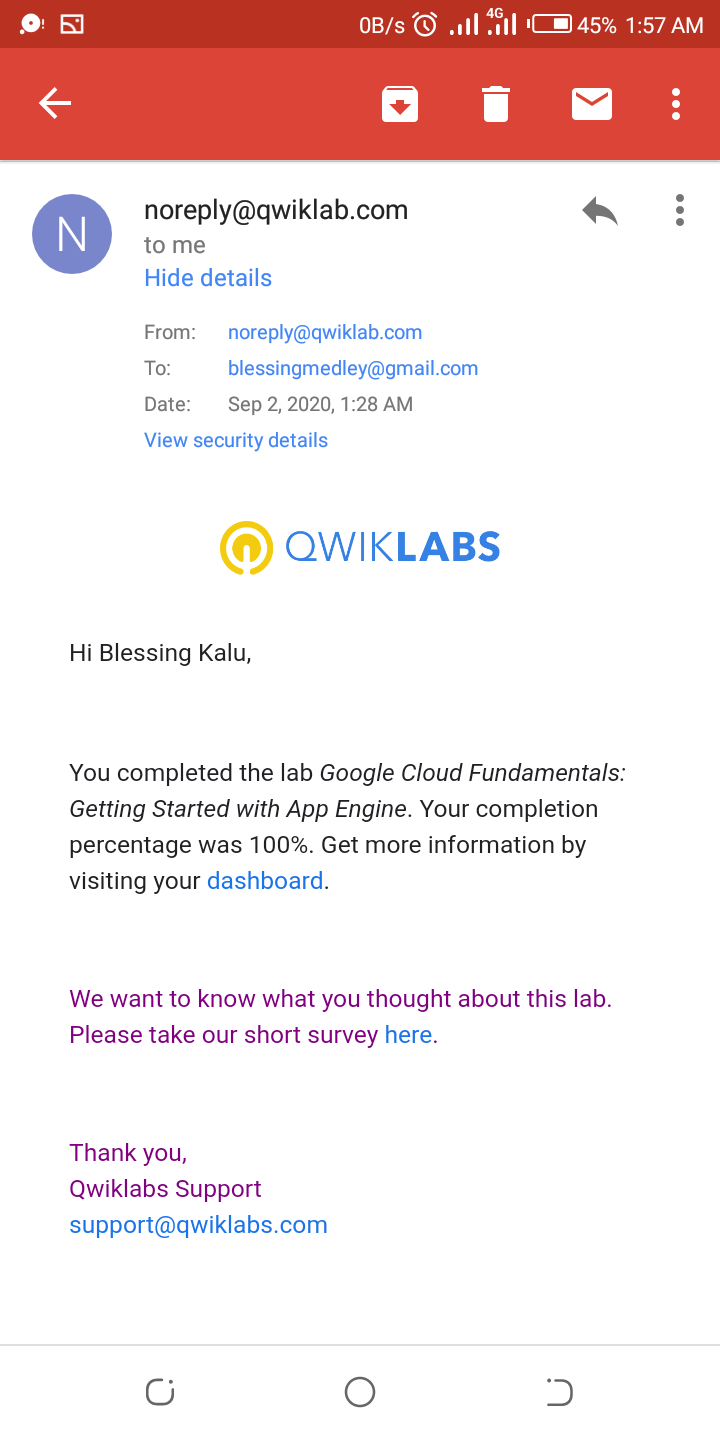 0B/s 4G 45% 1:57 AM
N
noreply@qwiklab.com
to me
Hide details
From: noreply@qwiklab.com
To: blessingmedley@gmail.com
Date: Sep 2, 2020, 1:28 AM
View security details
QWIKLABS
Hi Blessing Kalu,
You completed the lab Google Cloud Fundamentals:
Getting Started with App Engine. Your completion
percentage was 100%. Get more information by
visiting your dashboard.
We want to know what you thought about this lab.
Please take our short survey here.
Thank you,
Qwiklabs Support
support@qwiklabs.com